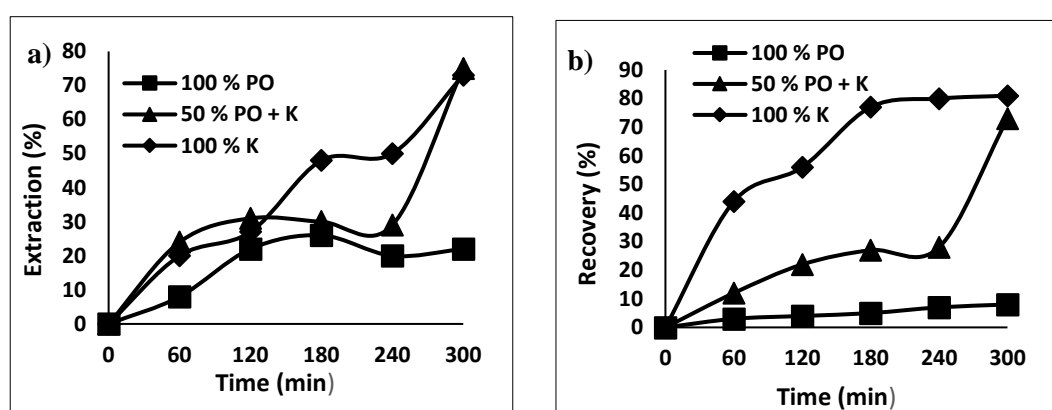 a)
100 % PO
50 % PO + K
100 % K
Extraction (%)
80
70
60
50
40
30
20
10
0
0 60 120 180 240 300
Time (min)
b)
100 % PO
50 % PO + K
100 % K
Recovery (%)
90
80
70
60
50
40
30
20
10
0
0 60 120 180 240 300
Time (min)